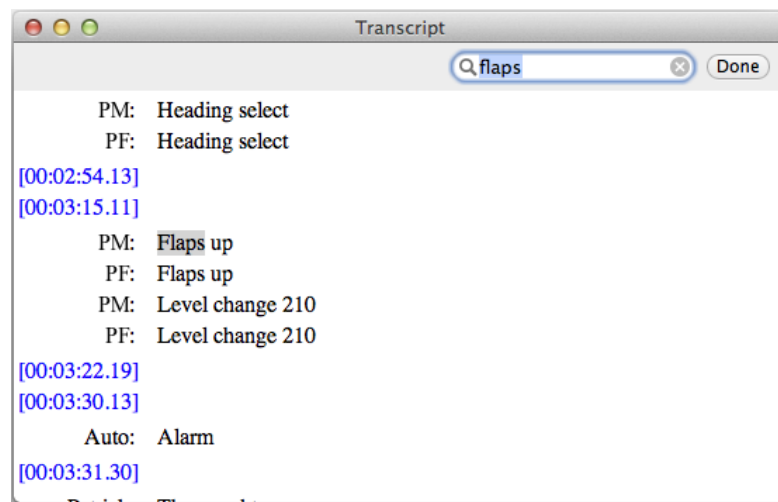 Transcript
flaps
Done
PM: Heading select
PF: Heading select
[00:02:54.13]
[00:03:15.11]
PM: Flaps up
PF: Flaps up
PM: Level change 210
PF: Level change 210
[00:03:22.19]
[00:03:30.13]
Auto: Alarm
[00:03:31.30]